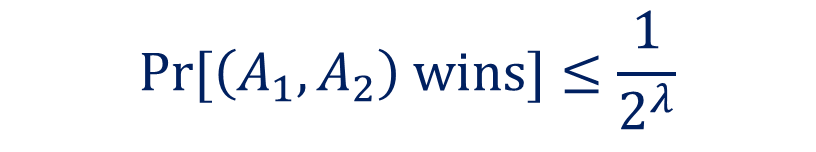 Pr[(A₁, A₂) wins] ≤ 1/2^λ